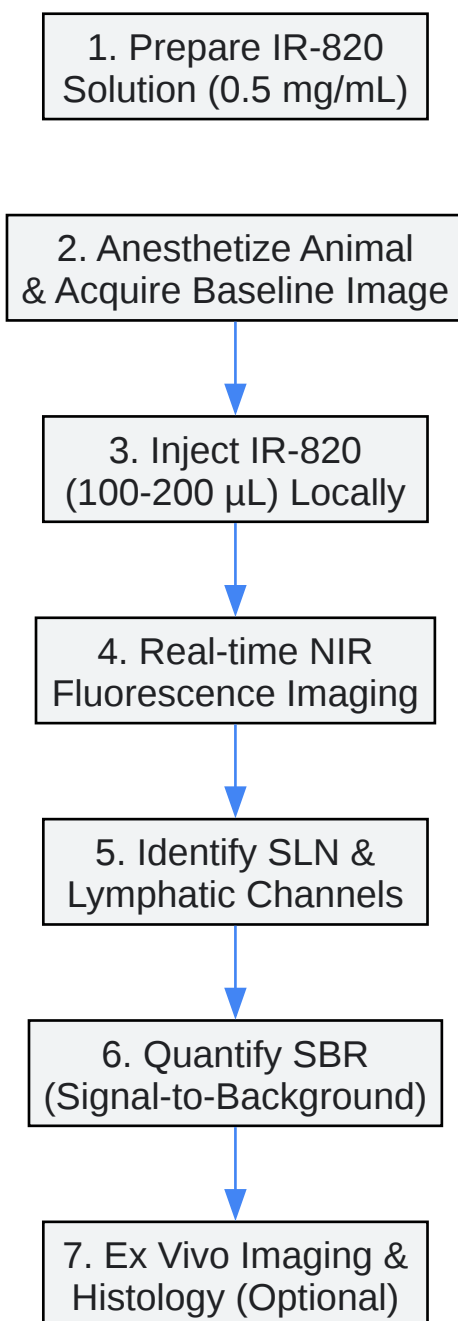 1. Prepare IR-820
Solution (0.5 mg/mL)
2. Anesthetize Animal
& Acquire Baseline Image
3. Inject IR-820
(100-200 µL) Locally
4. Real-time NIR
Fluorescence Imaging
5. Identify SLN &
Lymphatic Channels
6. Quantify SBR
(Signal-to-Background)
7. Ex Vivo Imaging &
Histology (Optional)